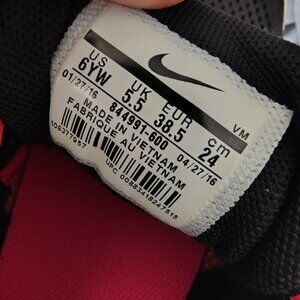 US UK EUR cm
6YW 5.5 38.5 24
01/27/16 04/27/16
844991-600
MADE IN VIETNAM
FABRIQUE AU VIETNAM
VM